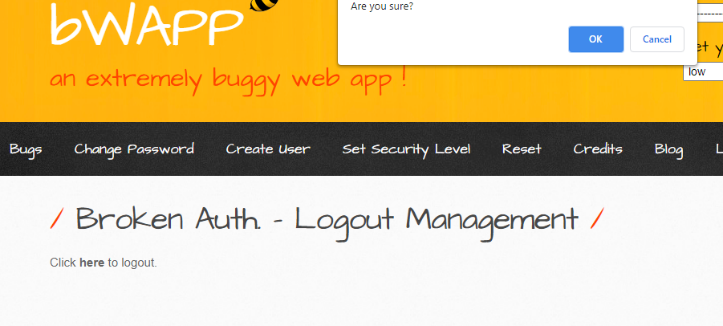 Are you sure?
OK Cancel
bWAPP
an extremely buggy web app !
low
Bugs Change Password Create User Set Security Level Reset Credits Blog
/ Broken Auth. - Logout Management /
Click here to logout.